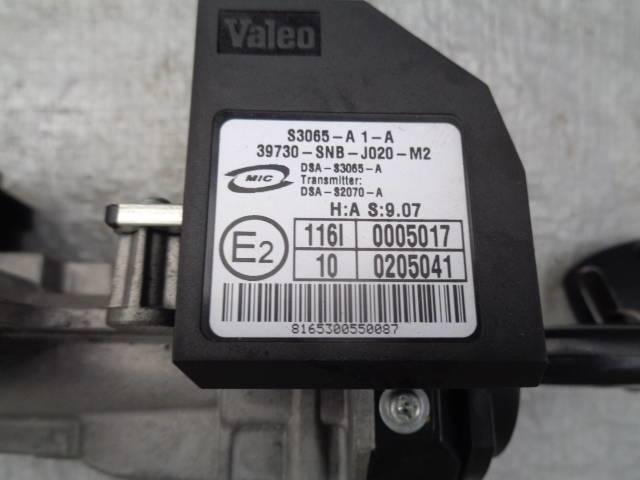 Valeo
S3065-A 1-A
39730-SNB-J020-M2
MIC
DSA-S3065-A
Transmitter:
DSA-S2070-A
H:A S:9.07
E2
116I 0005017
10 0205041
8165300550087